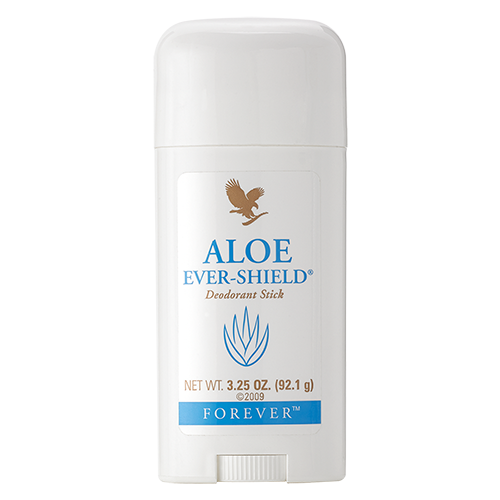 ALOE
EVER-SHIELD®
Deodorant Stick
NET WT. 3.25 OZ. (92.1 g)
©2009
FOREVER™